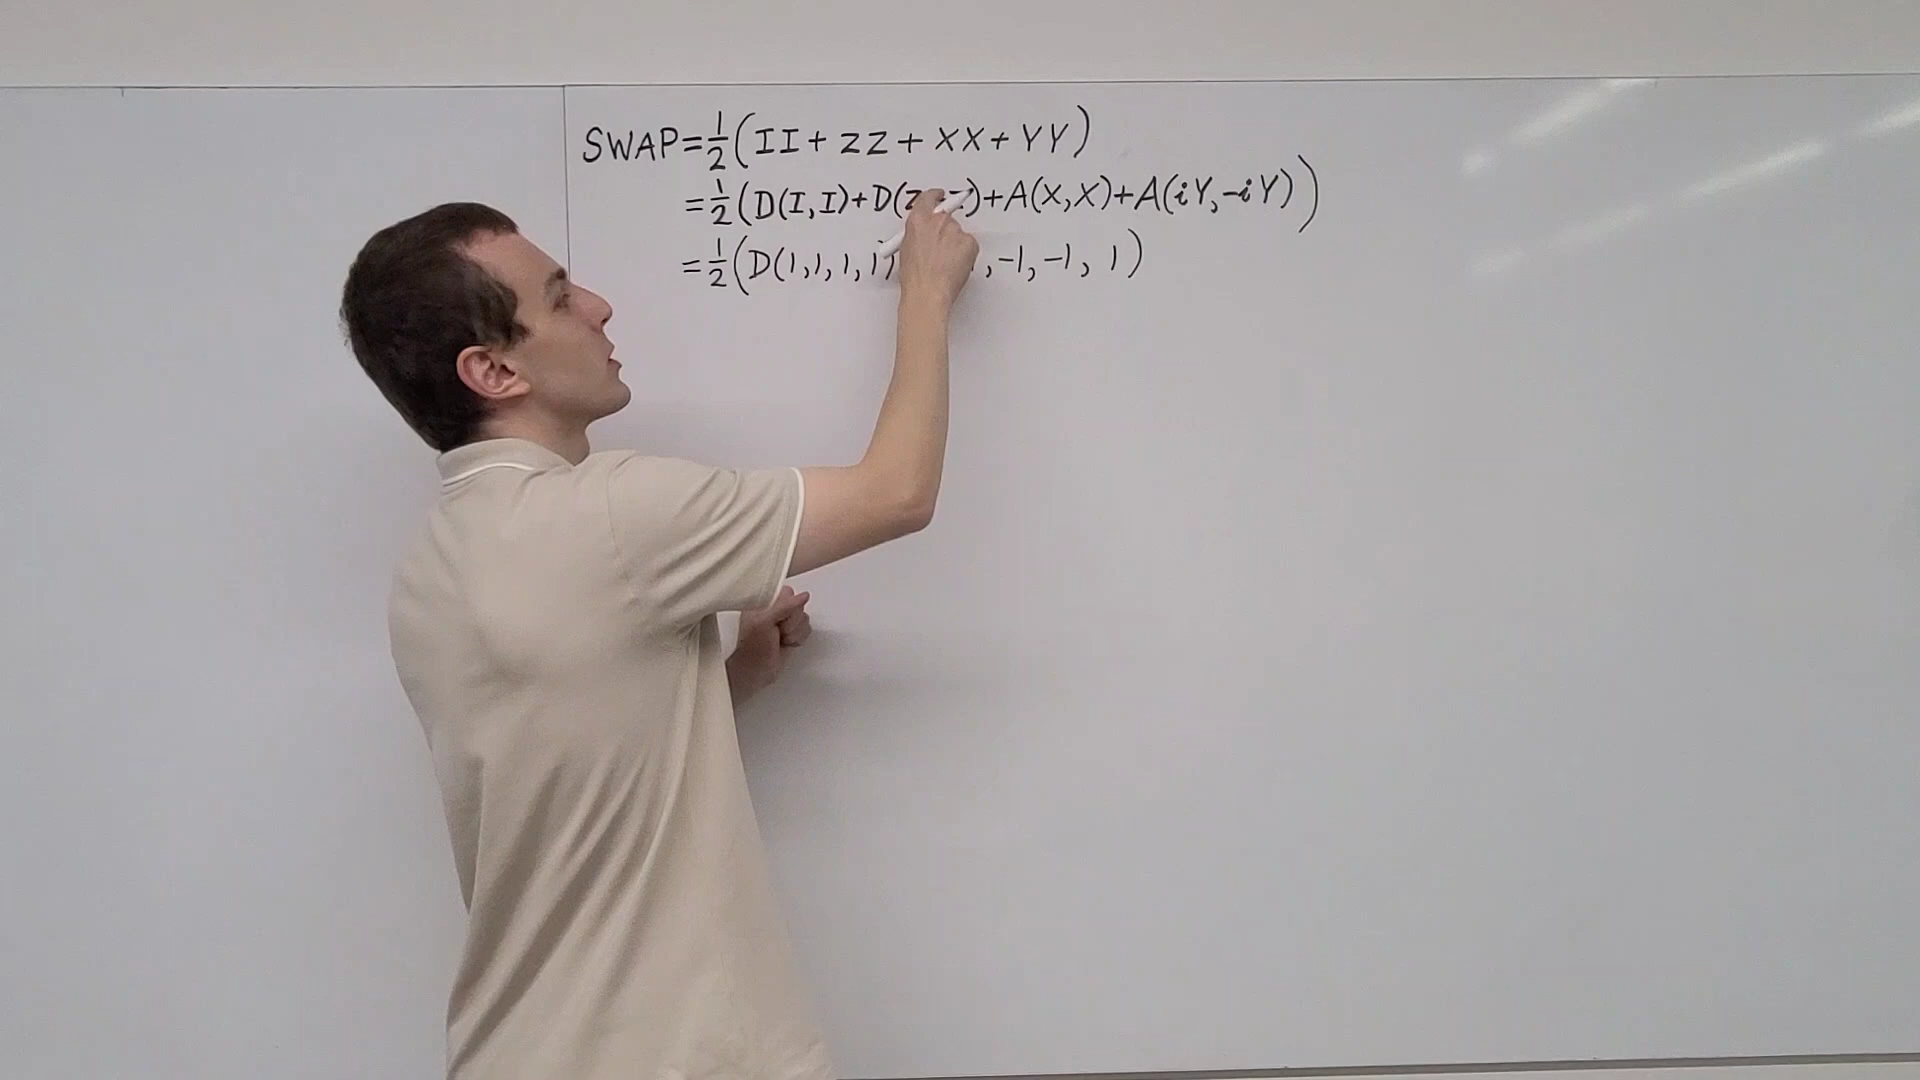 SWAP=½(II+ZZ+XX+YY)
=½(D(I,I)+D(Z,-Z)+A(X,X)+A(iY,-iY))
=½(D(1,1,1,1) ,-1,-1, 1)